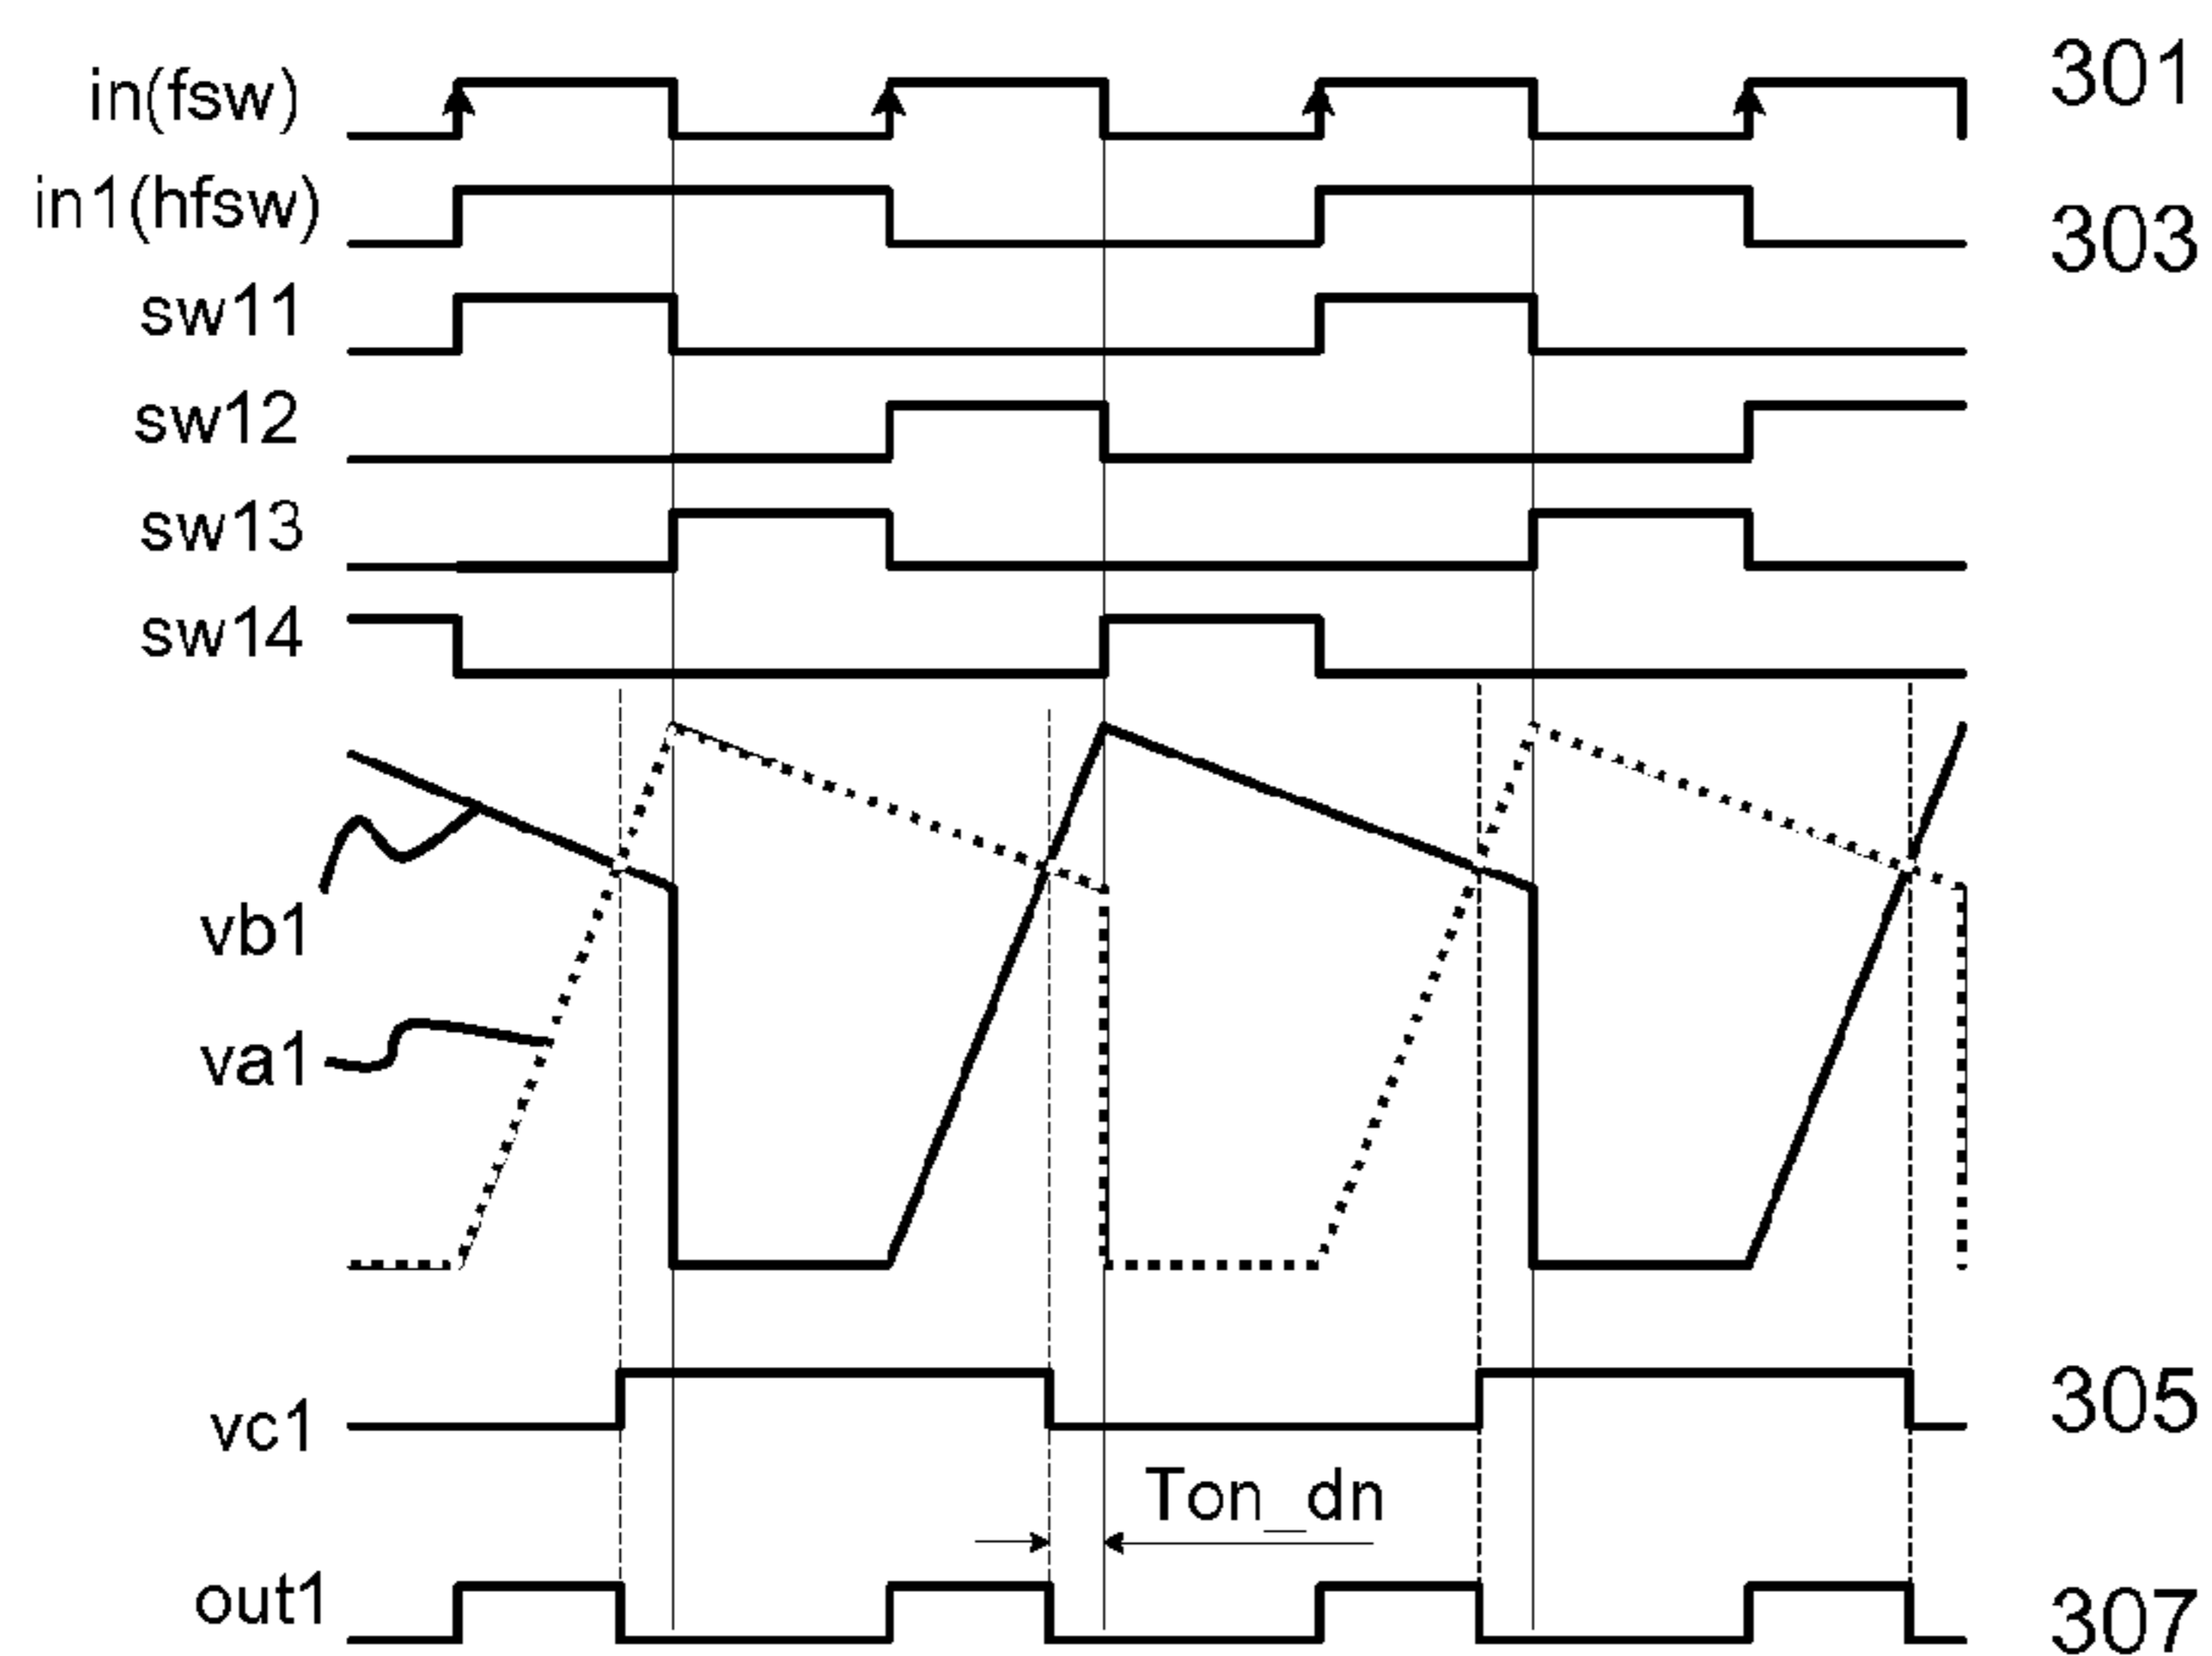 in(fsw) 301
in1(hfsw) 303
sw11
sw12
sw13
sw14
vb1
va1
vc1 305
Ton_dn
out1 307